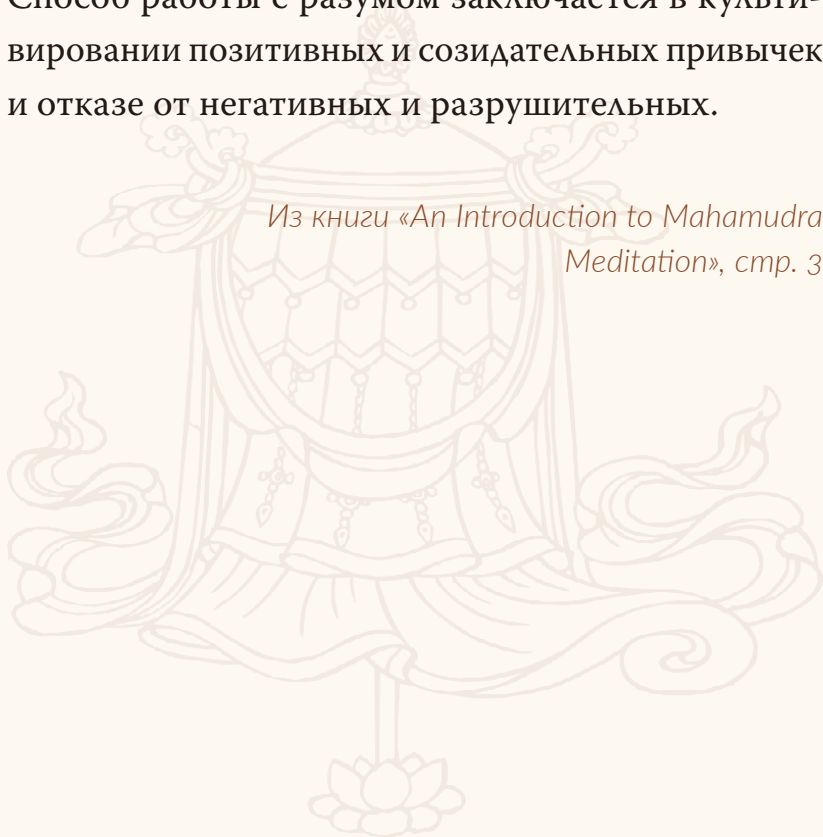 Способ работы с разумом заключается в культи-
вировании позитивных и созидательных привычек
и отказе от негативных и разрушительных.
Из книги «An Introduction to Mahamudra
Meditation», стр. 3